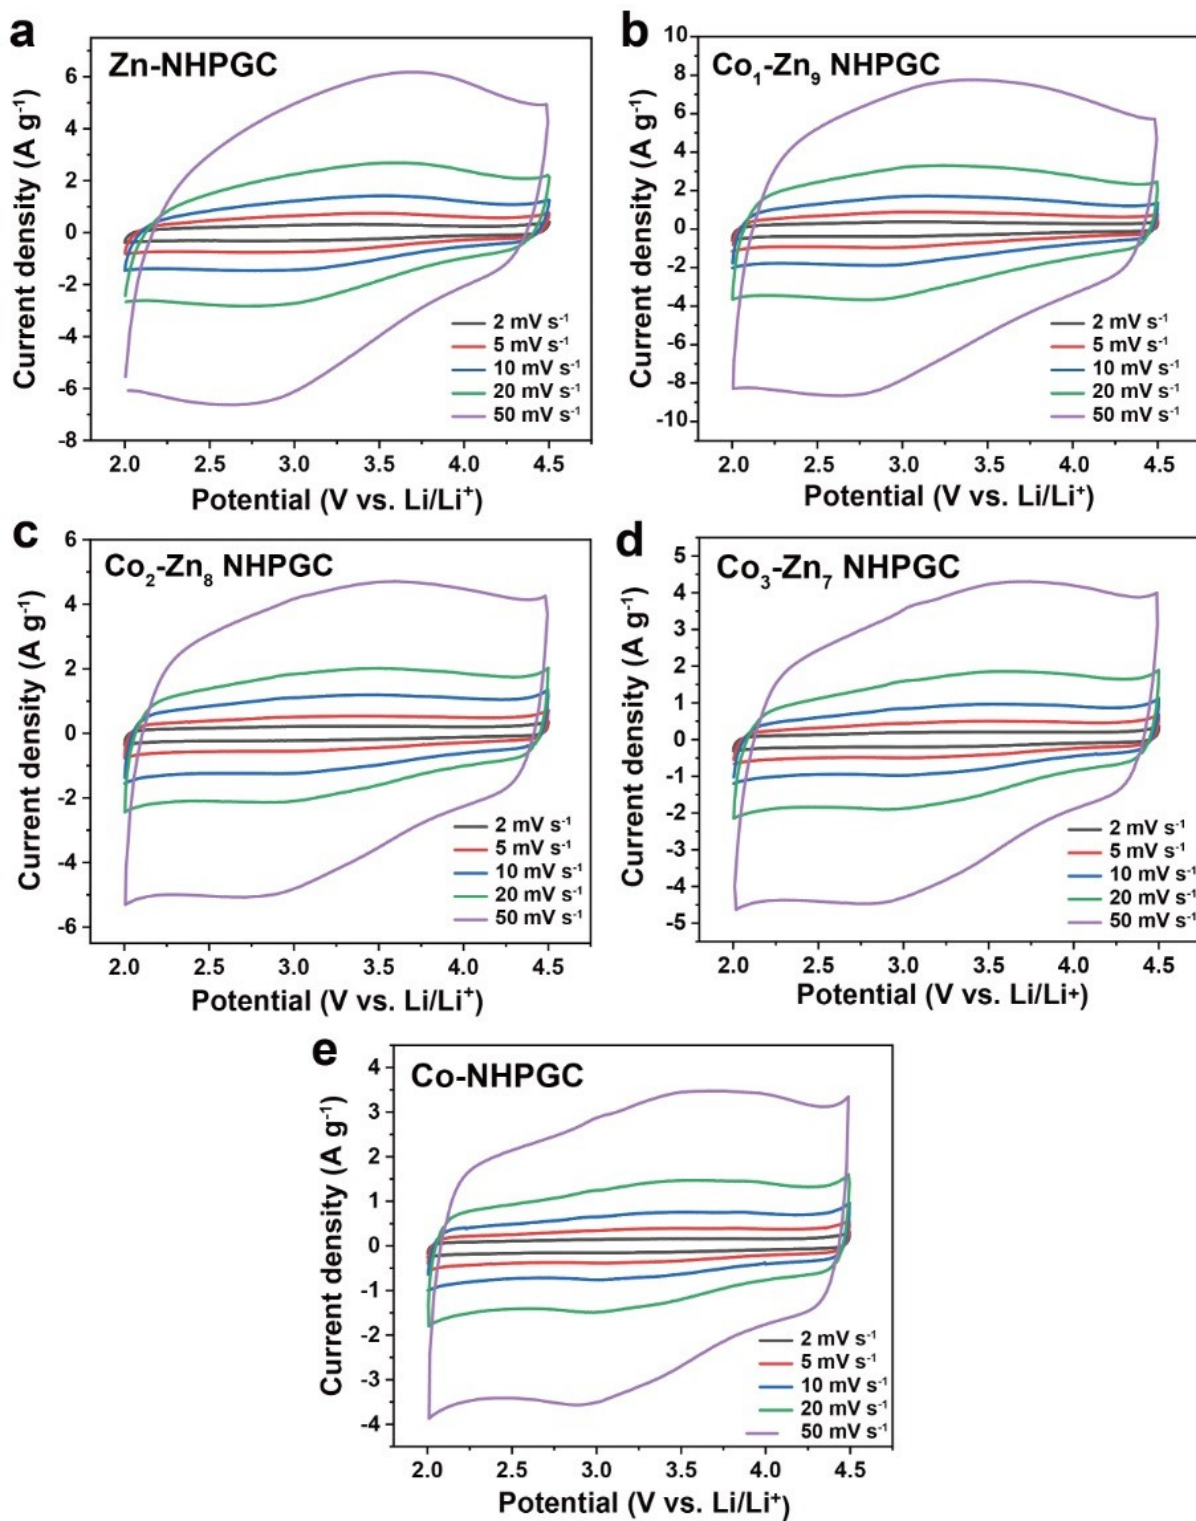 a
Zn-NHPGC
Current density (A g⁻¹)
6
4
2
0
-2
-4
-6
-8
2 mV s⁻¹
5 mV s⁻¹
10 mV s⁻¹
20 mV s⁻¹
50 mV s⁻¹
2.0 2.5 3.0 3.5 4.0 4.5
Potential (V vs. Li/Li⁺)
b
Co₁-Zn₉ NHPGC
Current density (A g⁻¹)
10
8
6
4
2
0
-2
-4
-6
-8
-10
2 mV s⁻¹
5 mV s⁻¹
10 mV s⁻¹
20 mV s⁻¹
50 mV s⁻¹
2.0 2.5 3.0 3.5 4.0 4.5
Potential (V vs. Li/Li⁺)
c
Co₂-Zn₈ NHPGC
Current density (A g⁻¹)
6
4
2
0
-2
-4
-6
2 mV s⁻¹
5 mV s⁻¹
10 mV s⁻¹
20 mV s⁻¹
50 mV s⁻¹
2.0 2.5 3.0 3.5 4.0 4.5
Potential (V vs. Li/Li⁺)
d
Co₃-Zn₇ NHPGC
Current density (A g⁻¹)
5
4
3
2
1
0
-1
-2
-3
-4
-5
2 mV s⁻¹
5 mV s⁻¹
10 mV s⁻¹
20 mV s⁻¹
50 mV s⁻¹
2.0 2.5 3.0 3.5 4.0 4.5
Potential (V vs. Li/Li+)
e
Co-NHPGC
Current density (A g⁻¹)
4
3
2
1
0
-1
-2
-3
-4
2 mV s⁻¹
5 mV s⁻¹
10 mV s⁻¹
20 mV s⁻¹
50 mV s⁻¹
2.0 2.5 3.0 3.5 4.0 4.5
Potential (V vs. Li/Li⁺)